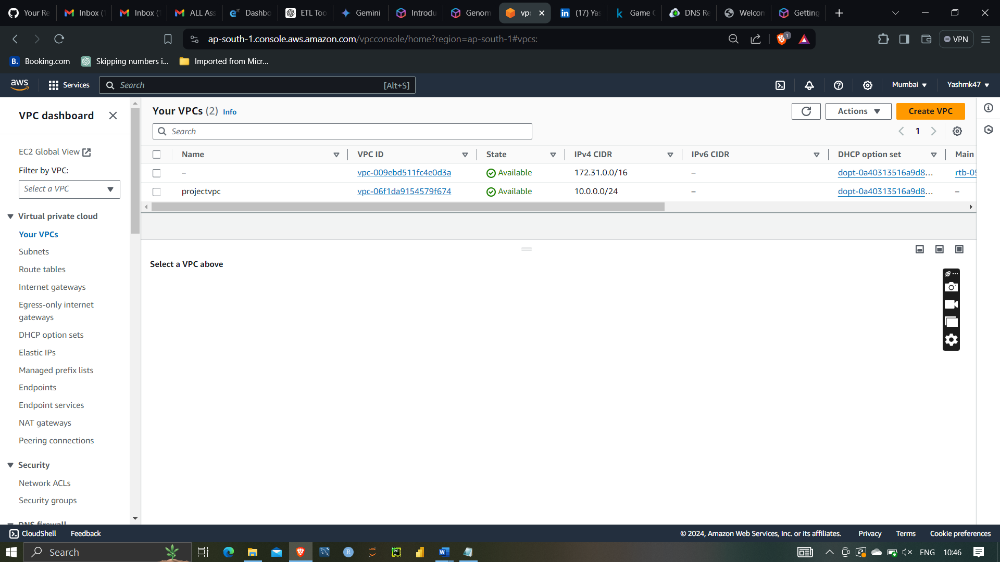 Your Re
Inbox (1
Inbox (1
ALL Ass
Dashbo
ETL Too
Gemini
Introdu
Genom
vpc
(17) Yas
Game C
DNS Re
Welcom
Getting
ap-south-1.console.aws.amazon.com/vpcconsole/home?region=ap-south-1#vpcs:
1
VPN
B. Booking.com
Skipping numbers i...
Imported from Micr...
aws
Services
Search
[Alt+S]
Mumbai
Yashmk47
VPC dashboard
EC2 Global View
Filter by VPC:
Select a VPC
Virtual private cloud
Your VPCs
Subnets
Route tables
Internet gateways
Egress-only internet
gateways
DHCP option sets
Elastic IPs
Managed prefix lists
Endpoints
Endpoint services
NAT gateways
Peering connections
Security
Network ACLs
Security groups
DNS firewall
Your VPCs (2) Info
Actions
Create VPC
Search
1
Name VPC ID State IPv4 CIDR IPv6 CIDR DHCP option set Main
– vpc-009ebd511fc4e0d3a Available 172.31.0.0/16 – dopt-0a40313516a9d8... rtb-05
projectvpc vpc-06f1da9154579f674 Available 10.0.0.0/24 – dopt-0a40313516a9d8... –
Select a VPC above
CloudShell
Feedback
© 2024, Amazon Web Services, Inc. or its affiliates.
Privacy
Terms
Cookie preferences
Search
ENG
10:46